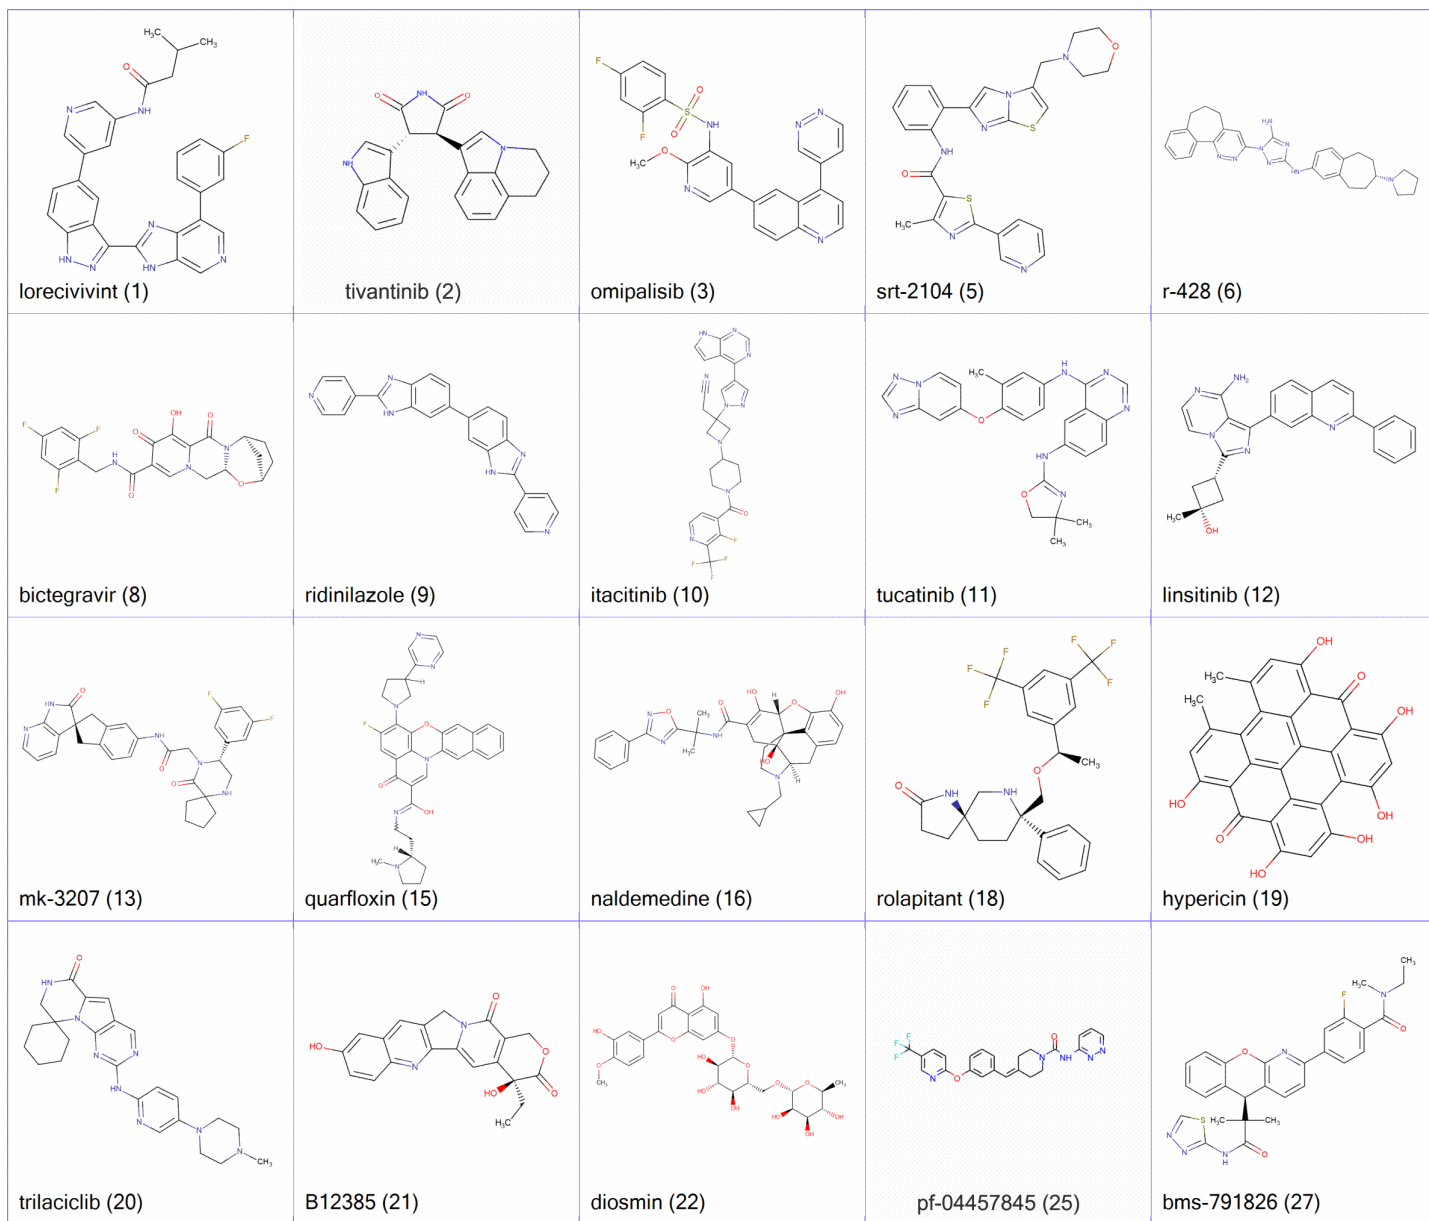 lorecivivint (1)
tivantinib (2)
omipalisib (3)
srt-2104 (5)
r-428 (6)
bictegravir (8)
ridinilazole (9)
itacitinib (10)
tucatinib (11)
linsitinib (12)
mk-3207 (13)
quarfloxin (15)
naldemedine (16)
rolapitant (18)
hypericin (19)
trilaciclib (20)
B12385 (21)
diosmin (22)
pf-04457845 (25)
bms-791826 (27)